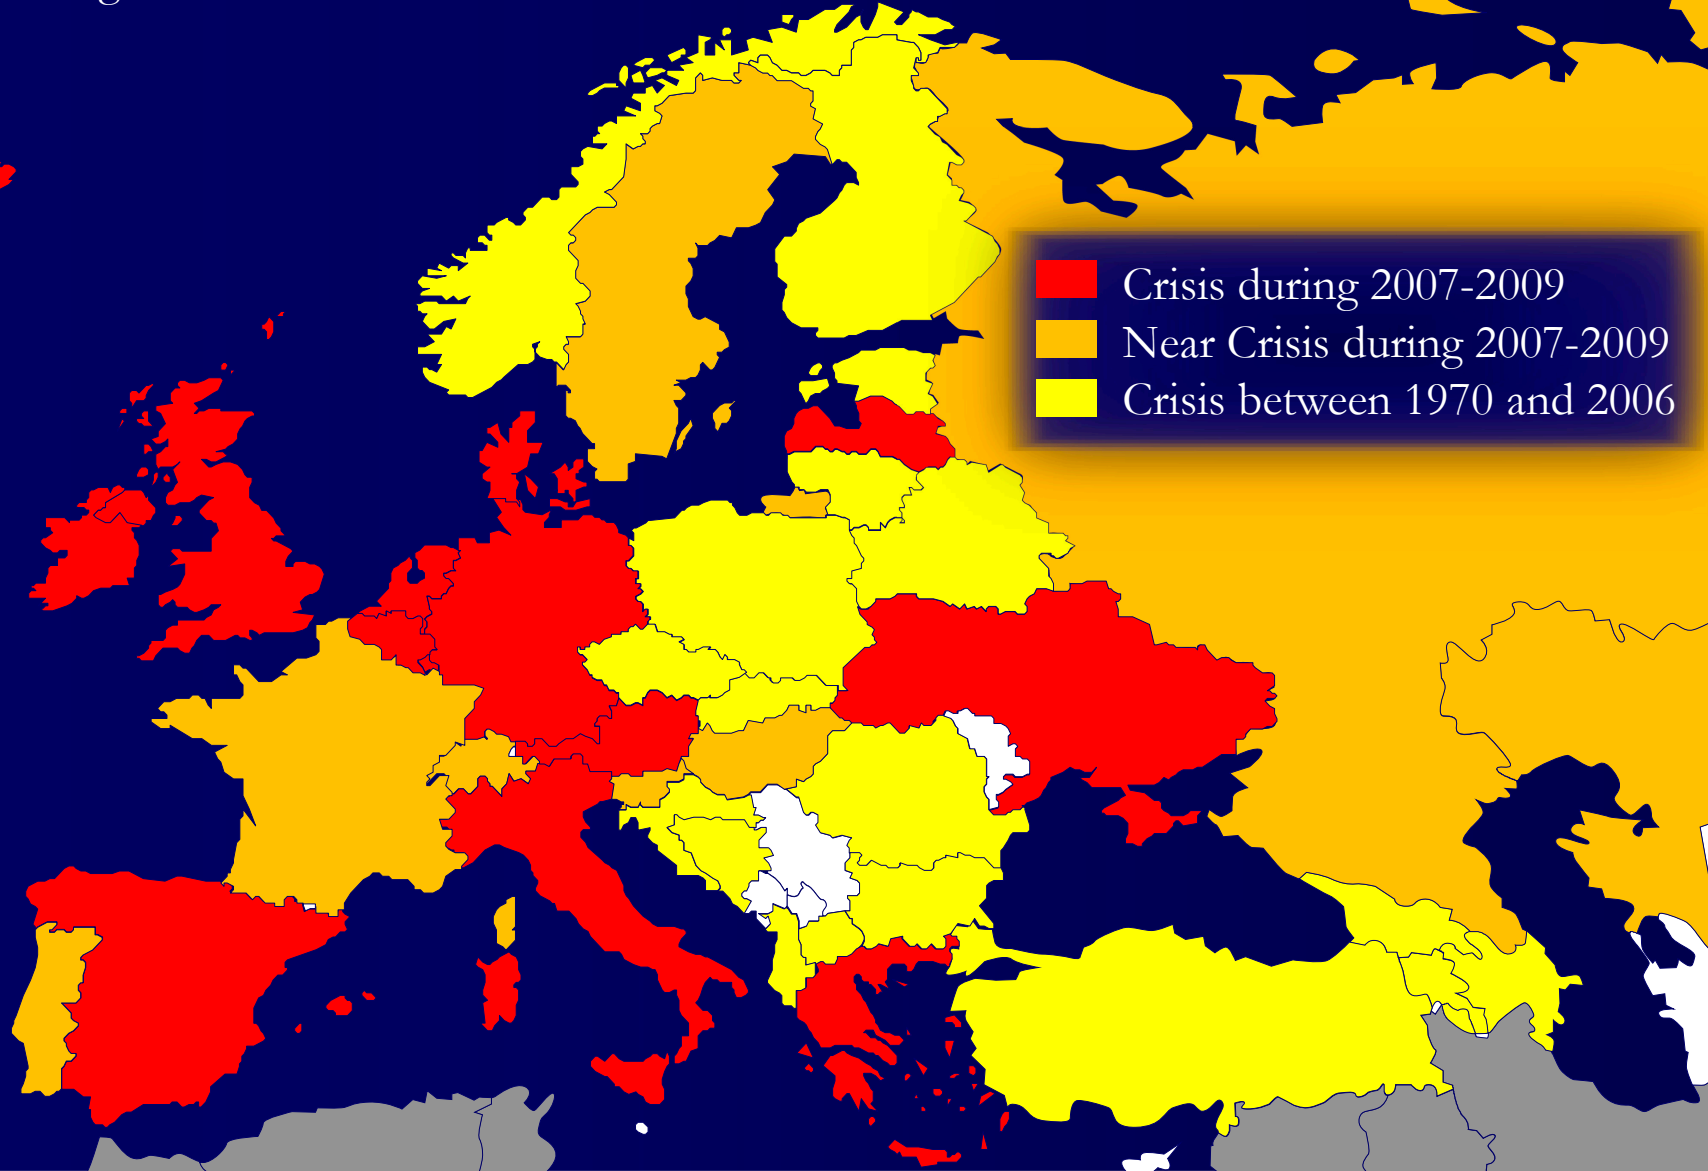 Crisis during 2007-2009
Near Crisis during 2007-2009
Crisis between 1970 and 2006